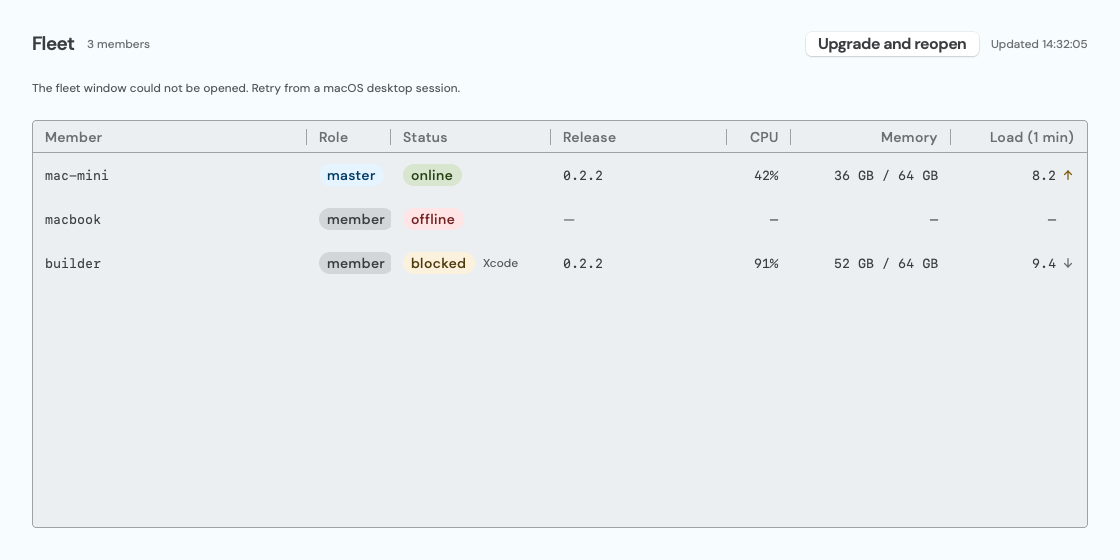 Fleet 3 members Upgrade and reopen Updated 14:32:05
The fleet window could not be opened. Retry from a macOS desktop session.
Member Role Status Release CPU Memory Load (1 min)
mac-mini master online 0.2.2 42% 36 GB / 64 GB 8.2 ↑
macbook member offline — — — —
builder member blocked Xcode 0.2.2 91% 52 GB / 64 GB 9.4 ↓